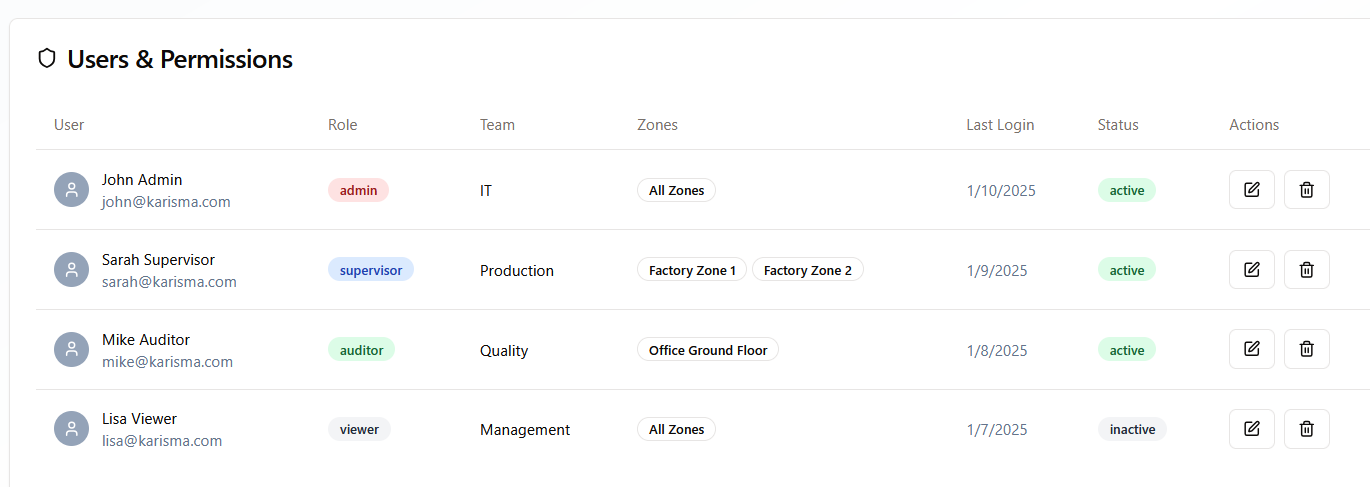 Users & Permissions
User Role Team Zones Last Login Status Actions
John Admin
john@karisma.com
admin IT All Zones 1/10/2025 active
Sarah Supervisor
sarah@karisma.com
supervisor Production Factory Zone 1 Factory Zone 2 1/9/2025 active
Mike Auditor
mike@karisma.com
auditor Quality Office Ground Floor 1/8/2025 active
Lisa Viewer
lisa@karisma.com
viewer Management All Zones 1/7/2025 inactive